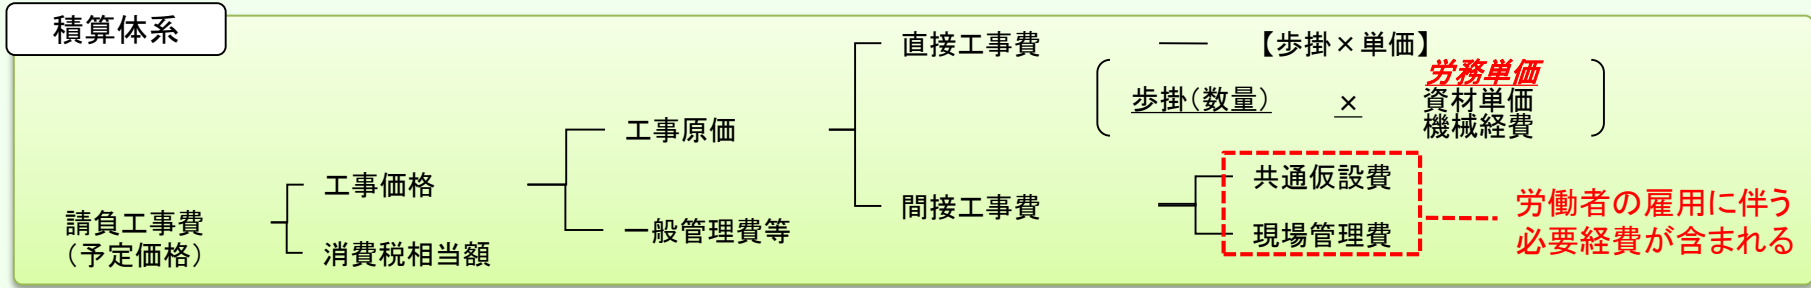 積算体系
直接工事費
【歩掛×単価】
歩掛(数量)
×
労務単価
資材単価
機械経費
工事原価
工事価格
間接工事費
共通仮設費
現場管理費
労働者の雇用に伴う
必要経費が含まれる
請負工事費
(予定価格)
消費税相当額
一般管理費等